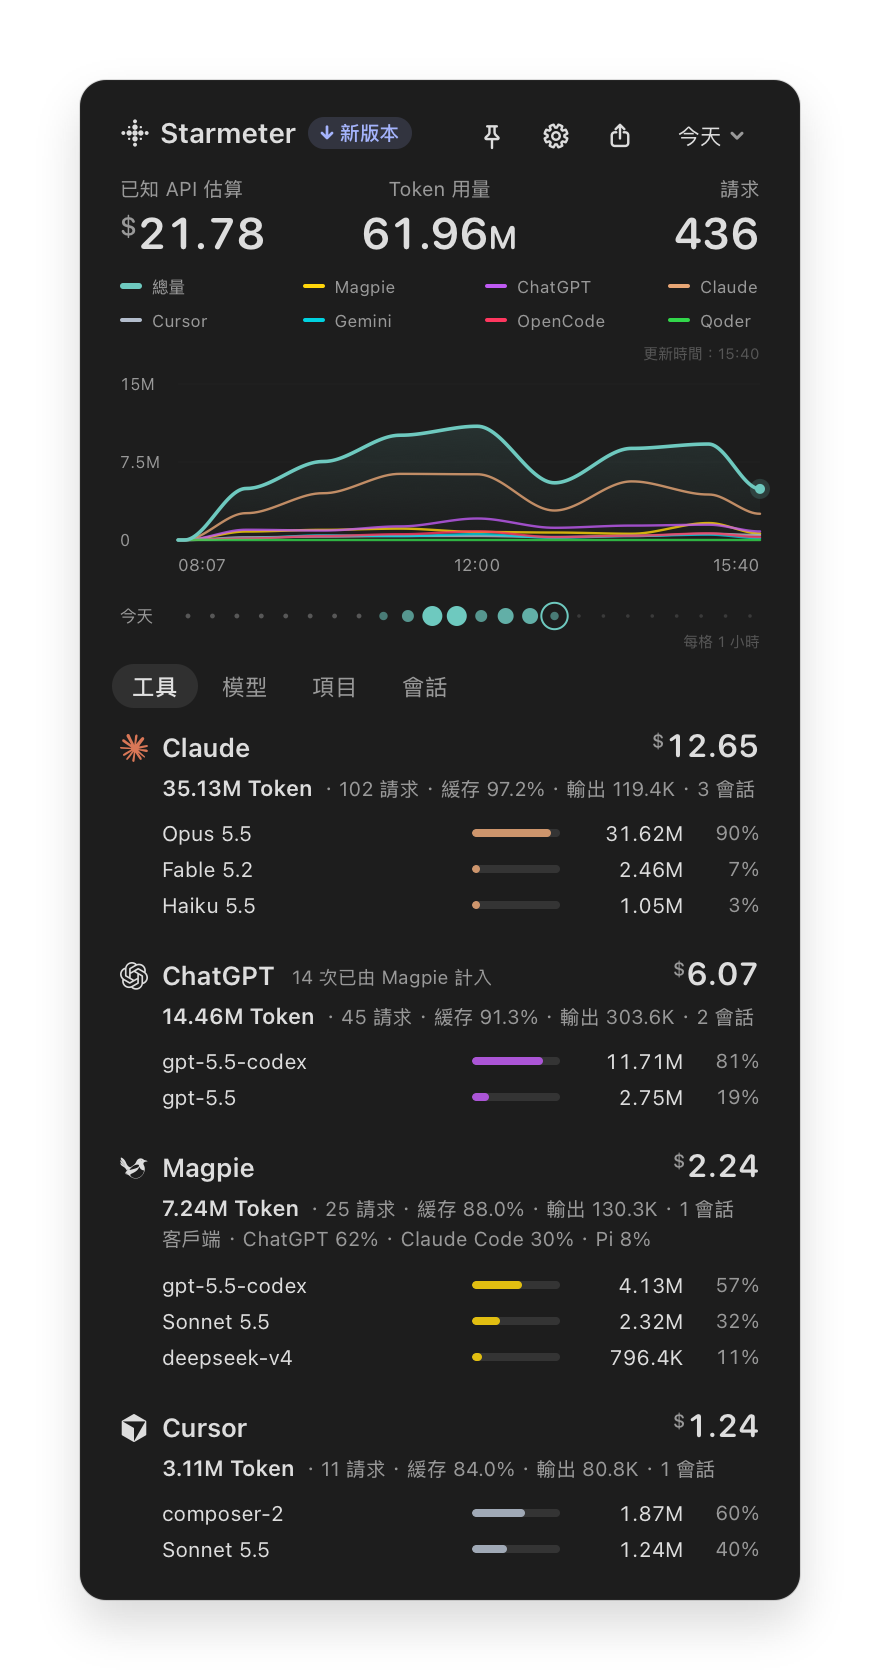 Starmeter 新版本 今天
已知 API 估算 Token 用量 請求
$21.78 61.96M 436
總量 Magpie ChatGPT Claude
Cursor Gemini OpenCode Qoder
更新時間：15:40
15M
7.5M
0
08:07 12:00 15:40
今天
每格 1 小時
工具 模型 項目 會話
Claude $12.65
35.13M Token · 102 請求 · 緩存 97.2% · 輸出 119.4K · 3 會話
Opus 5.5 31.62M 90%
Fable 5.2 2.46M 7%
Haiku 5.5 1.05M 3%
ChatGPT 14 次已由 Magpie 計入 $6.07
14.46M Token · 45 請求 · 緩存 91.3% · 輸出 303.6K · 2 會話
gpt-5.5-codex 11.71M 81%
gpt-5.5 2.75M 19%
Magpie $2.24
7.24M Token · 25 請求 · 緩存 88.0% · 輸出 130.3K · 1 會話
客戶端 · ChatGPT 62% · Claude Code 30% · Pi 8%
gpt-5.5-codex 4.13M 57%
Sonnet 5.5 2.32M 32%
deepseek-v4 796.4K 11%
Cursor $1.24
3.11M Token · 11 請求 · 緩存 84.0% · 輸出 80.8K · 1 會話
composer-2 1.87M 60%
Sonnet 5.5 1.24M 40%